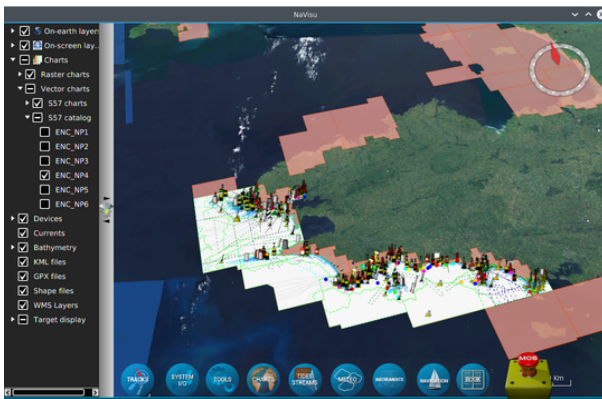 NaVisu
On-earth layers
On-screen lay...
Charts
Raster charts
Vector charts
S57 charts
S57 catalog
ENC_NP1
ENC_NP2
ENC_NP3
ENC_NP4
ENC_NP5
ENC_NP6
Devices
Currents
Bathymetry
KML files
GPX files
Shape files
WMS Layers
Target display
TRACKS
SYSTEM
I/O
TOOLS
CHARTS
TIDES
STREAMS
METEO
INSTRUMENTS
NAVIGATION
BOOK
MOB
Km